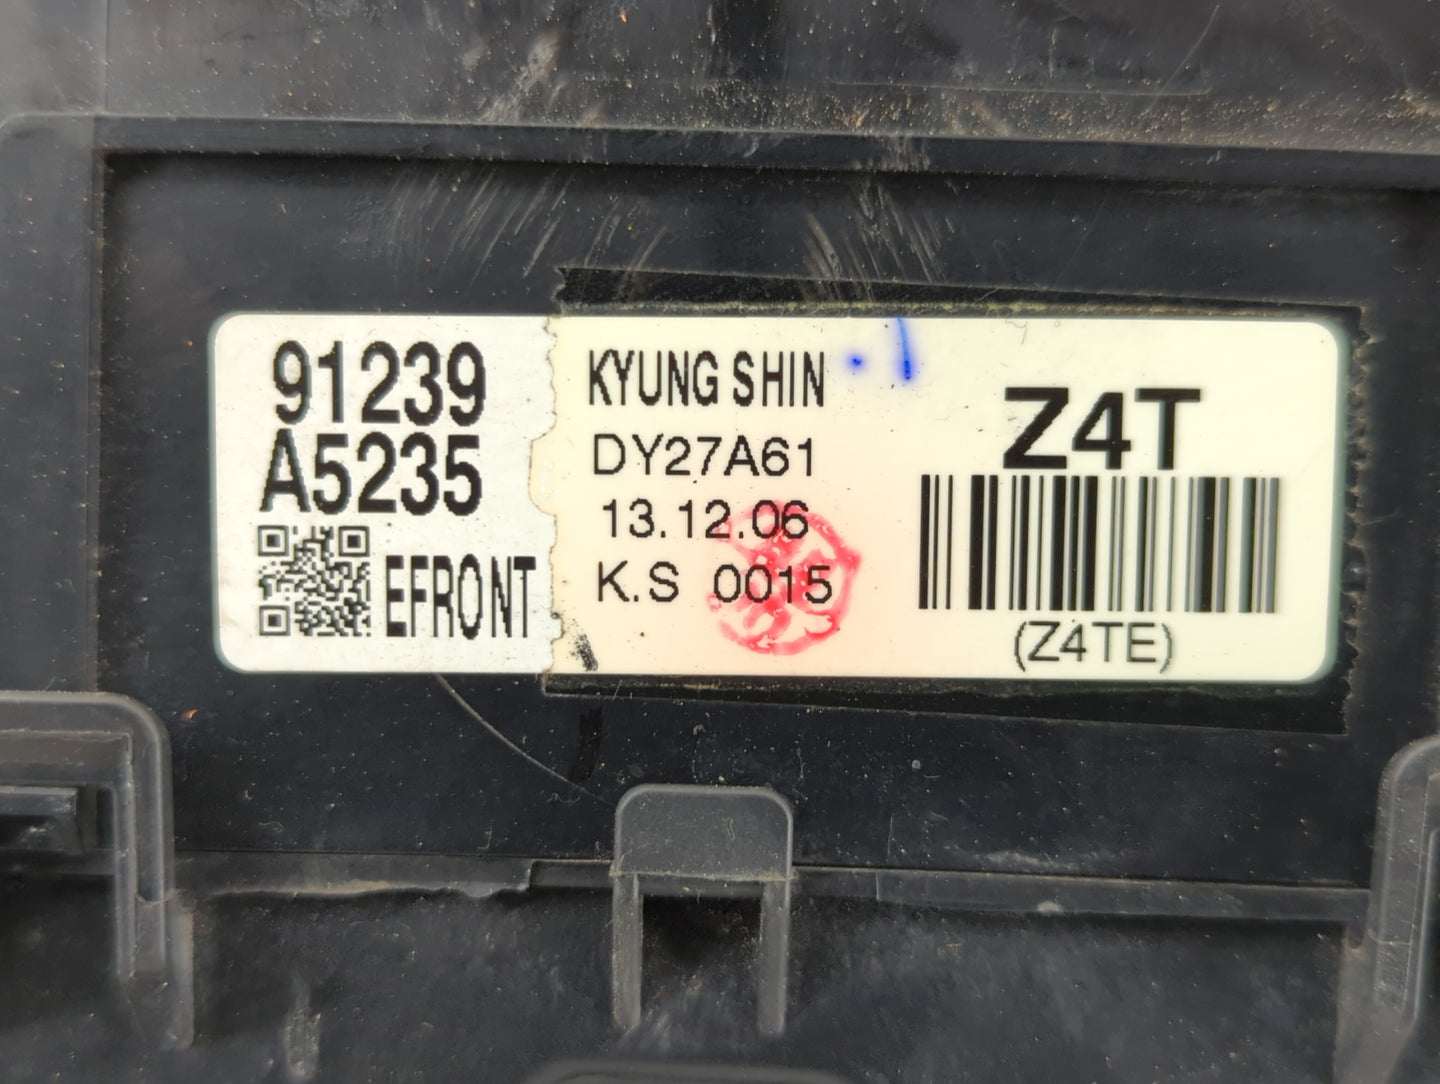 91239
A5235
EFRONT
KYUNG SHIN
DY27A61
13.12.06
K.S 0015
Z4T
(Z4TE)